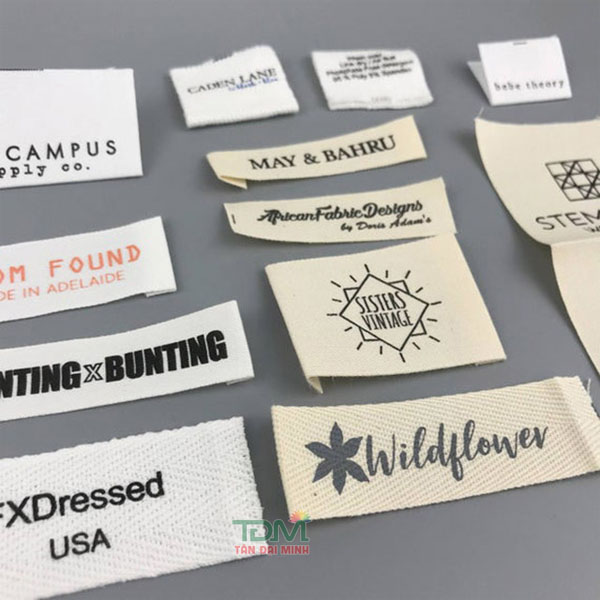 CAMPUS
pply co.
CADEN LANE
bebe theory
MAY & BAHRU
AfricanFabricDesigns
by Doris Adam's
STEM
OM FOUND
DE IN ADELAIDE
SISTERS
VINTAGE
NTINGxBUNTING
Wildflower
XDressed
USA
TDM
TÂN ĐẠI MINH